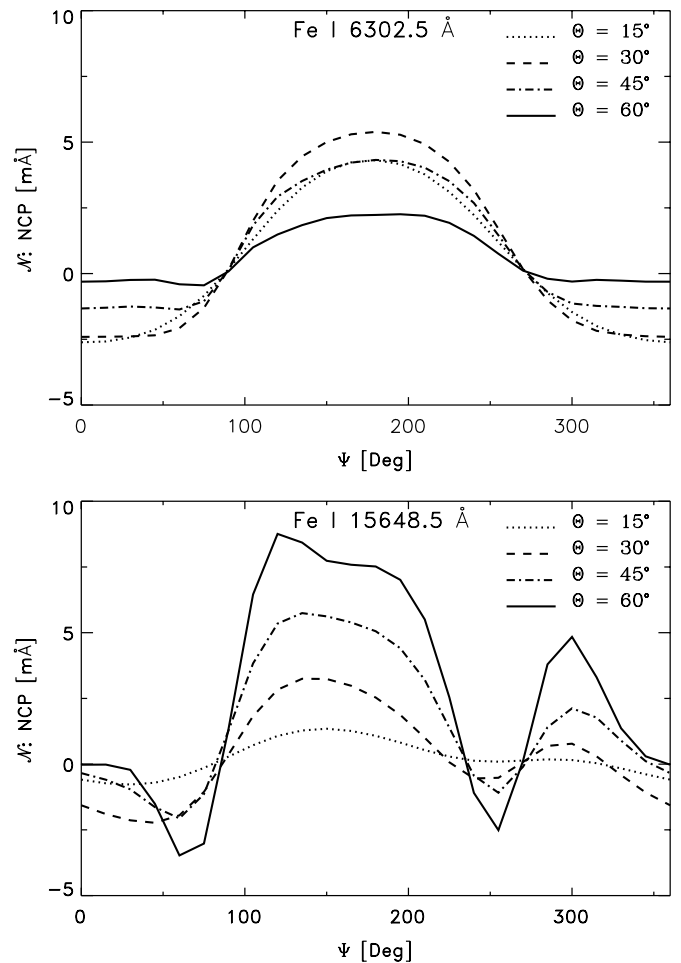 Fe I 6302.5 Å
Θ = 15°
Θ = 30°
Θ = 45°
Θ = 60°
10
5
0
−5
𝒩: NCP [mÅ]
0 100 200 300
Ψ [Deg]
Fe I 15648.5 Å
Θ = 15°
Θ = 30°
Θ = 45°
Θ = 60°
10
5
0
−5
𝒩: NCP [mÅ]
0 100 200 300
Ψ [Deg]